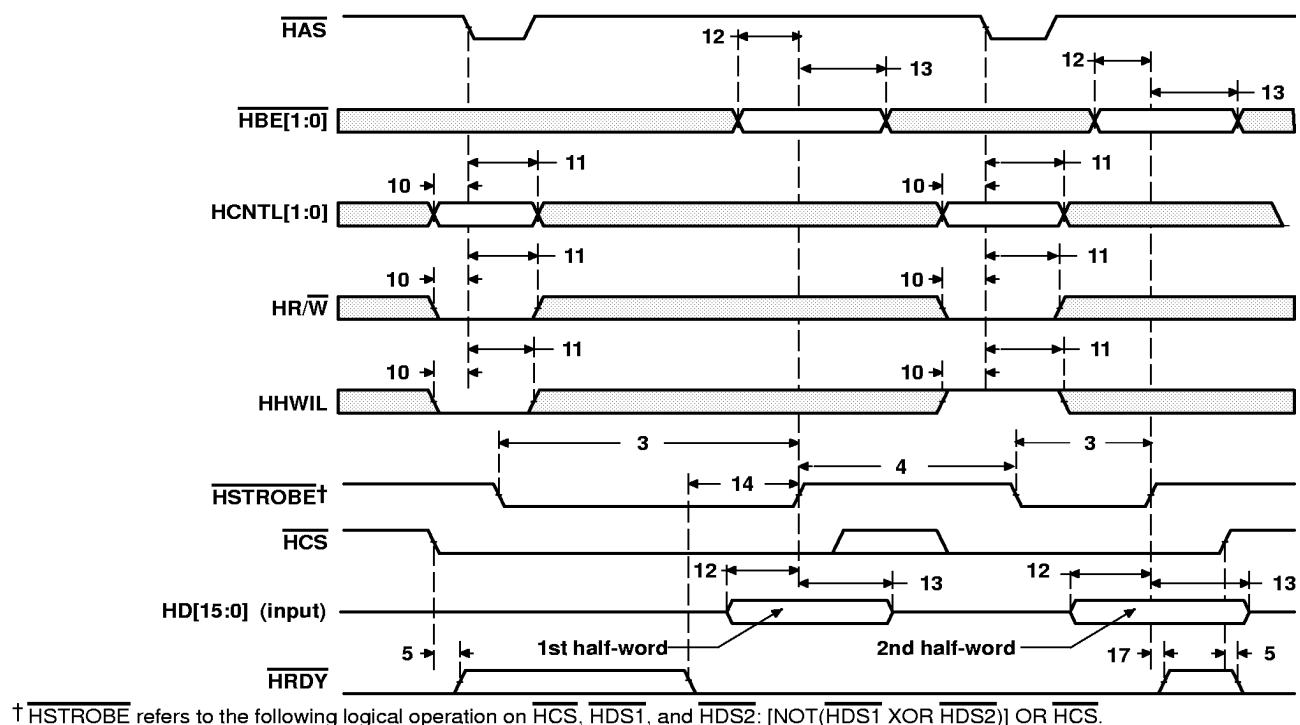 HAS
12
13
12
13
HBE[1:0]
11
11
10
10
HCNTL[1:0]
11
11
10
10
HR/W
11
11
10
10
HHWIL
3
3
4
14
HSTROBE†
HCS
12
13
12
13
HD[15:0] (input)
1st half-word
2nd half-word
5
17
5
HRDY
† HSTROBE refers to the following logical operation on HCS, HDS1, and HDS2: [NOT(HDS1 XOR HDS2)] OR HCS.